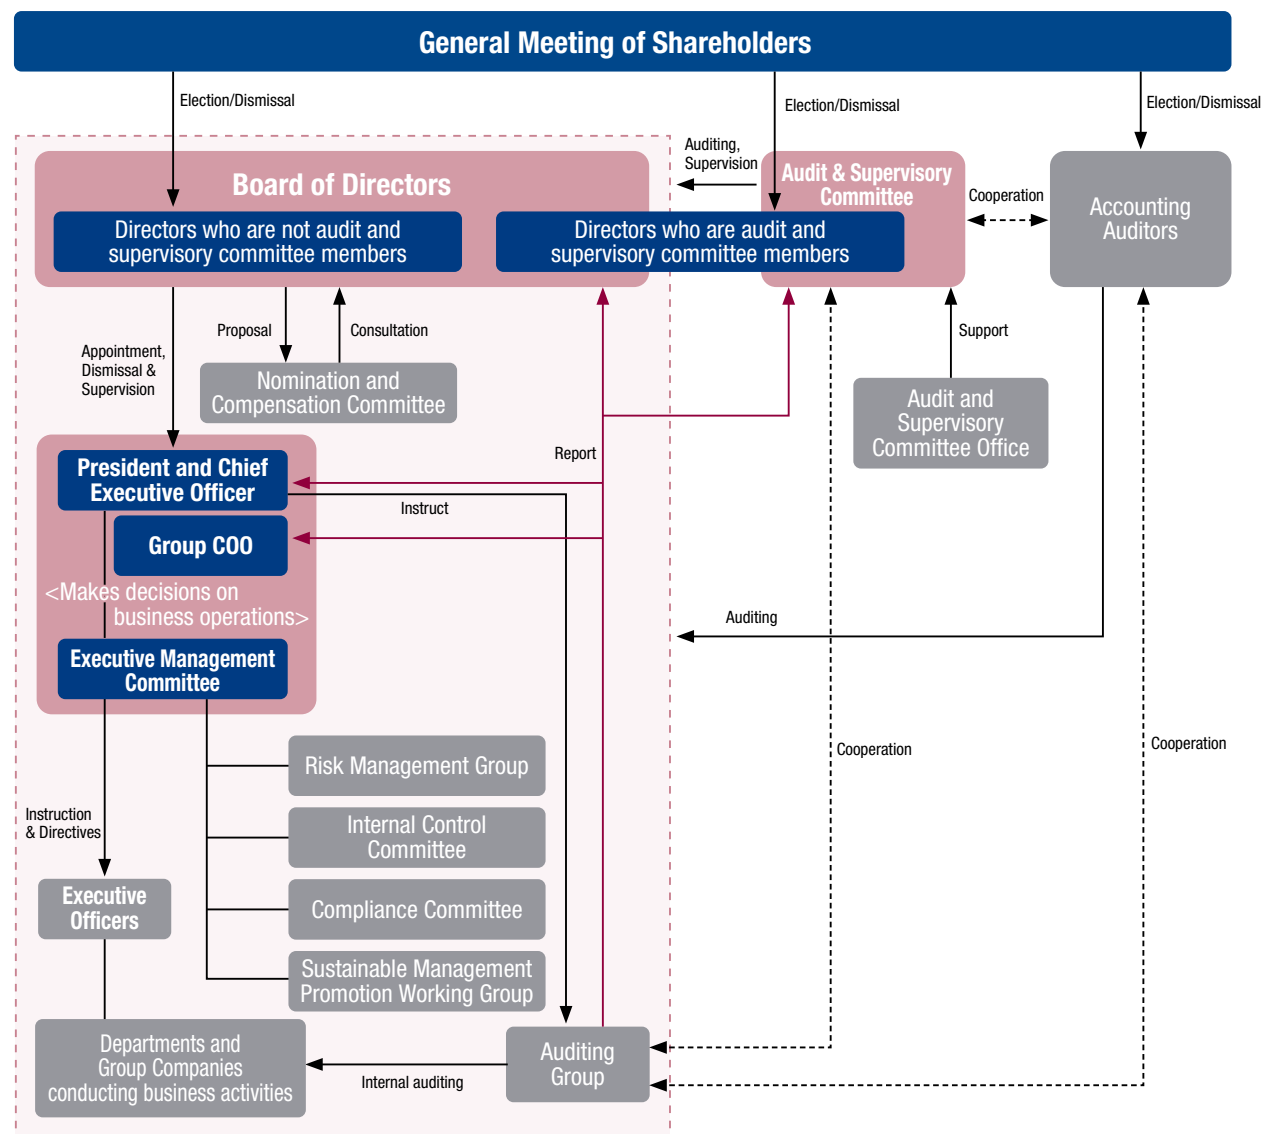 General Meeting of Shareholders
Election/Dismissal
Election/Dismissal
Election/Dismissal
Board of Directors
Directors who are not audit and
supervisory committee members
Directors who are audit and
supervisory committee members
Auditing,
Supervision
Audit & Supervisory
Committee
Cooperation
Accounting
Auditors
Appointment,
Dismissal &
Supervision
Proposal
Consultation
Nomination and
Compensation Committee
Support
Audit and
Supervisory
Committee Office
Report
President and Chief
Executive Officer
Instruct
Group COO
<Makes decisions on
business operations>
Auditing
Executive Management
Committee
Risk Management Group
Cooperation
Cooperation
Internal Control
Committee
Instruction
& Directives
Compliance Committee
Executive
Officers
Sustainable Management
Promotion Working Group
Departments and
Group Companies
conducting business activities
Internal auditing
Auditing
Group